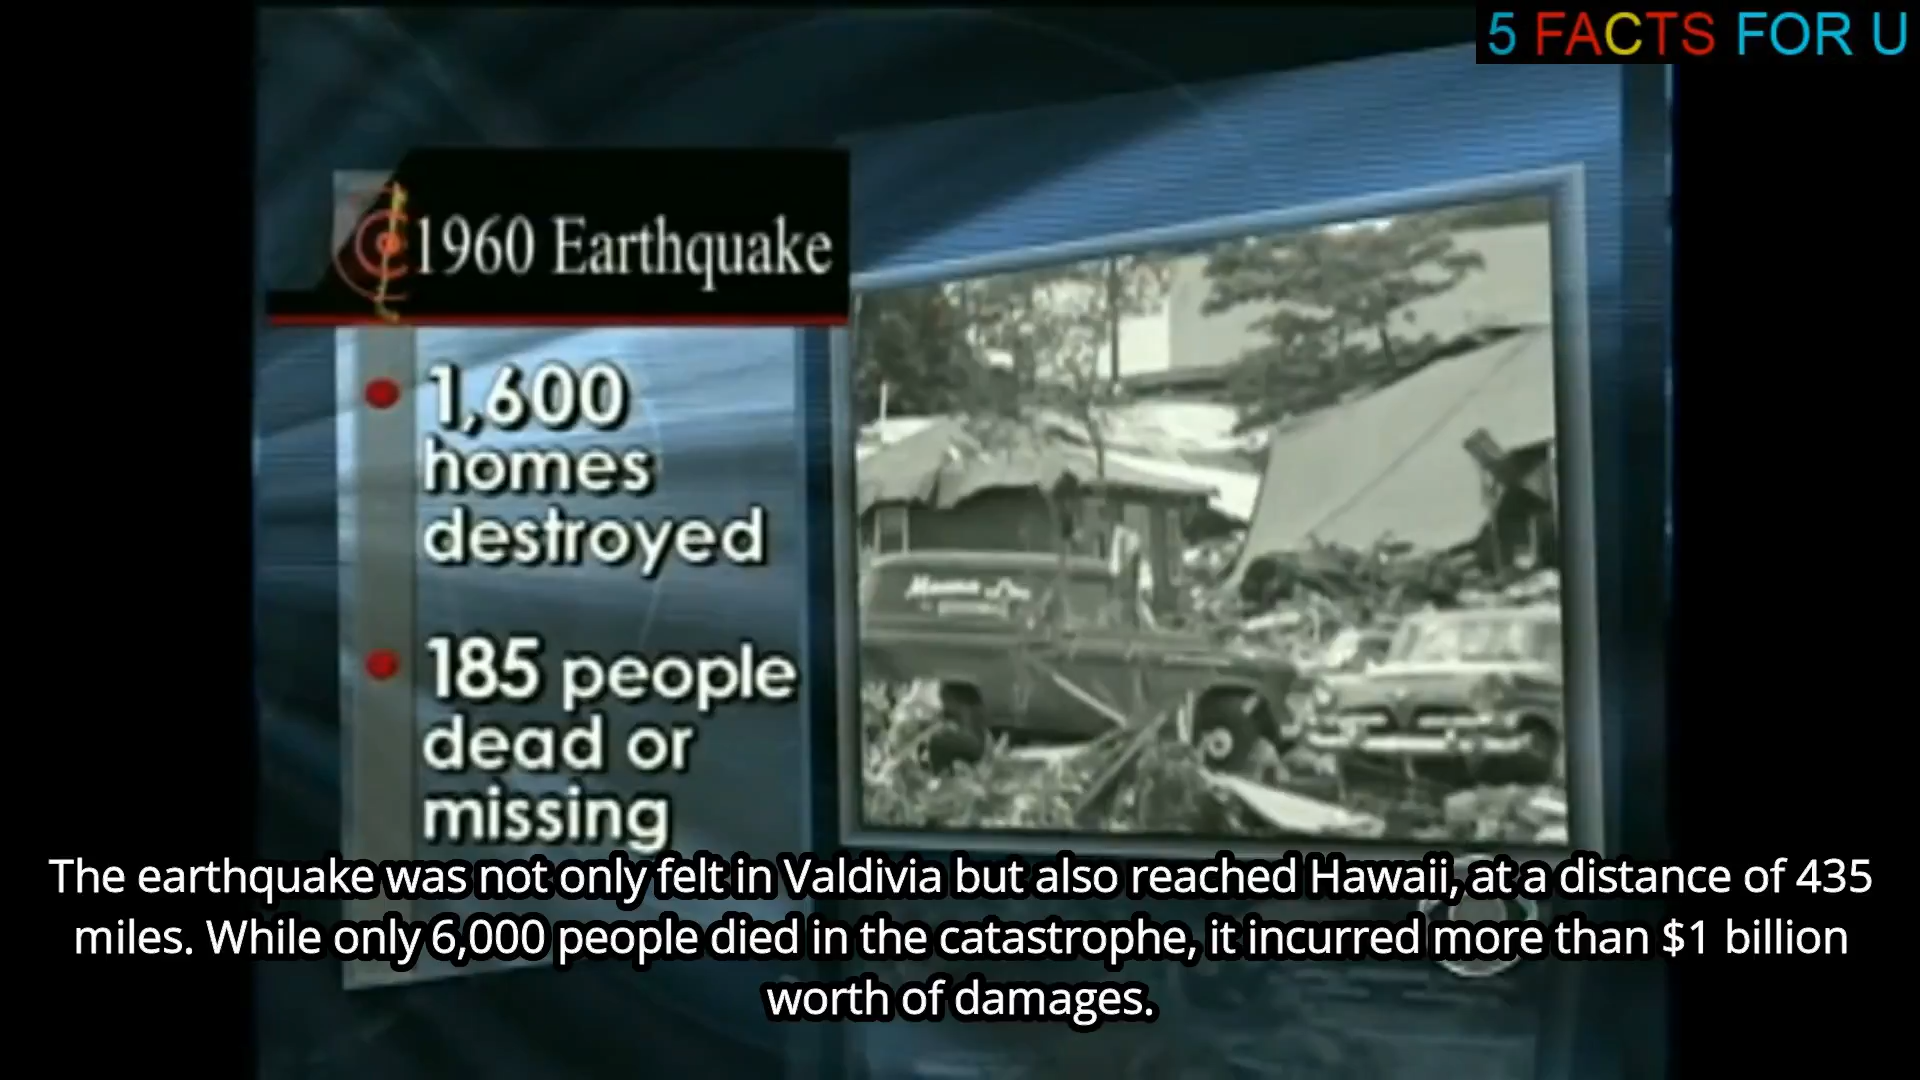 5 FACTS FOR U
1960 Earthquake
1,600
homes
destroyed
185 people
dead or
missing
The earthquake was not only felt in Valdivia but also reached Hawaii, at a distance of 435
miles. While only 6,000 people died in the catastrophe, it incurred more than $1 billion
worth of damages.